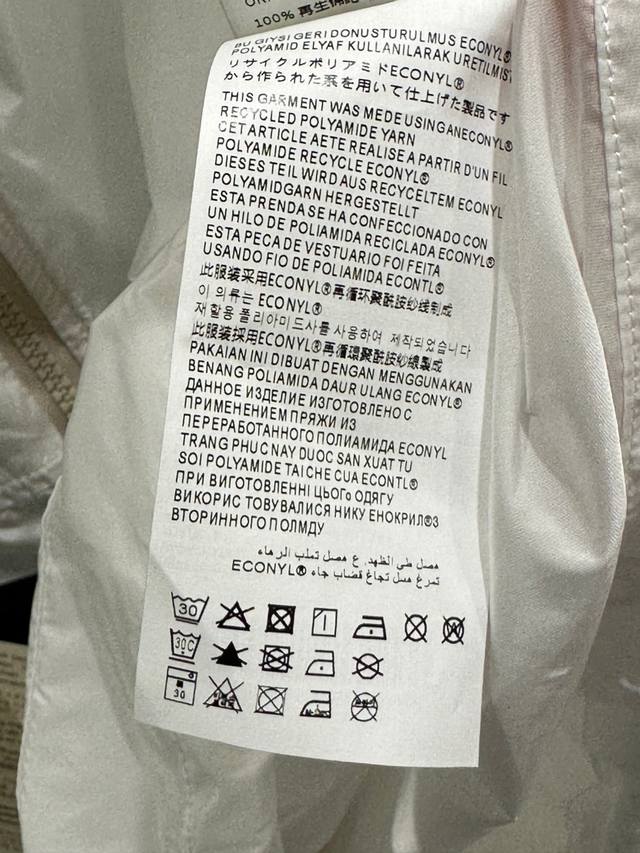 100% 再生
BU GIYSI GERI DONUSTURULMUS ECONYL®
POLYAMID ELYAF KULLANILARAK URETILMIST
リサイクルポリアミドECONYL®
から作られた系を用いて仕上げた製品です
THIS GARMENT WAS MEDE USING ANECONYL®
RECYCLED POLYAMIDE YARN
CET ARTICLE AETE REALISE A PARTIR D'UN FIL
POLYAMIDE RECYCLE ECONYL®
DIESES TEIL WIRD AUS RECYCELTEM ECONYL
POLYAMIDGARN HERGESTELLT
ESTA PRENDA SE HA CONFECCIONADO CON
UN HILO DE POLIAMIDA RECICLADA ECONYL®
ESTA PECA DE VESTUARIO FOI FEITA
USANDO FIO DE POLIAMIDA ECONTL®
此服装采用ECONYL®再循环聚酰胺纱线制成
이 의류는 ECONYL®
재 할용 폴리아미드사를 사용하여 제작되었습니다
此服裝採用ECONYL®再循環聚酰胺纱線製成
PAKAIAN INI DIBUAT DENGAN MENGGUNAKAN
BENANG POLIAMIDA DAUR ULANG ECONYL®
ДАННОЕ ИЗДЕЛИЕ ИЗГОТОВЛЕНО С
ПРИМЕНЕНИЕМ ПРЯЖИ ИЗ
ПЕРЕРАБОТАННОГО ПОЛИАМИДА ECONYL
TRANG PHUC NAY DUOC SAN XUAT TU
SOI POLYAMIDE TAI CHE CUA ECONTL®
ПРИ ВИГОТОВЛЕННІ ЦЬОГо ОДЯГУ
ВИКОРИС ТОВУВАЛИСЯ НИКУ ЕНОКРИЛ®З
ВТОРИННОГО ПОЛМДУ
ECONYL®
30
30C
30